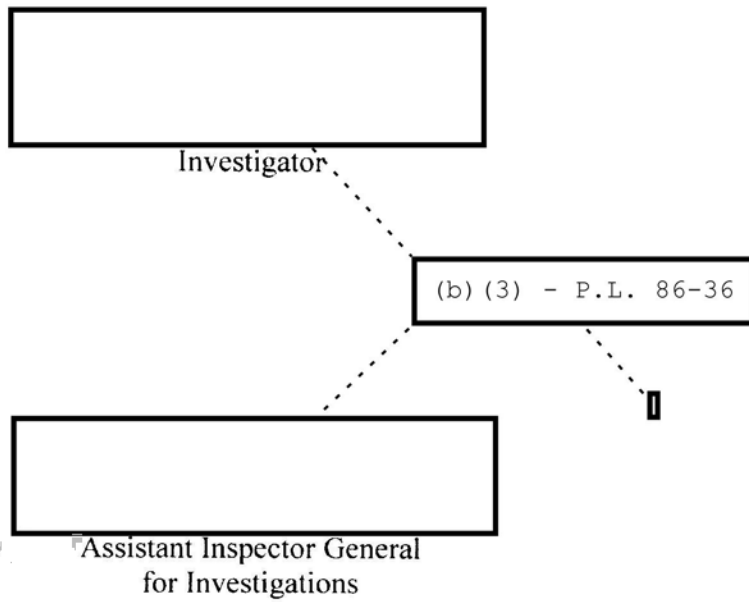 Investigator
(b)(3) - P.L. 86-36
Assistant Inspector General
for Investigations